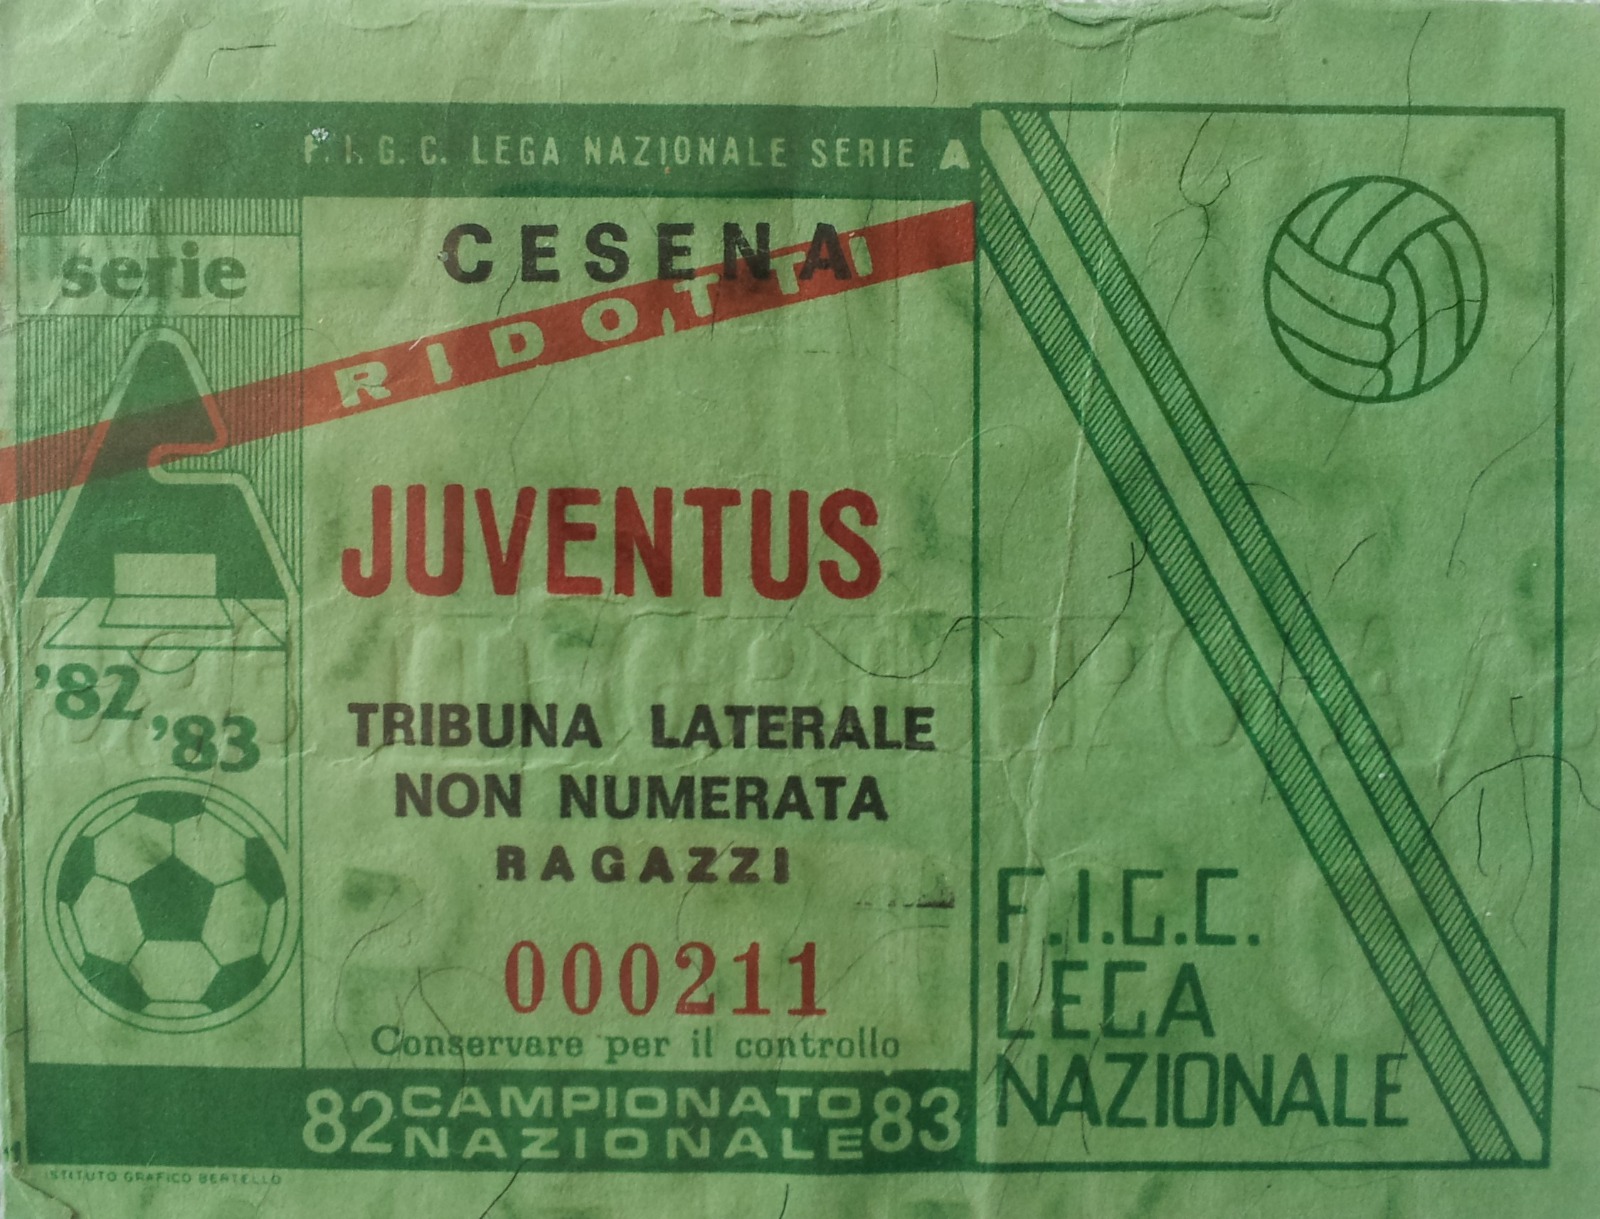 F.I.G.C. LEGA NAZIONALE SERIE A
serie
A
'82 '83
CESENA
RIDOTTI
JUVENTUS
TRIBUNA LATERALE
NON NUMERATA
RAGAZZI
000211
Conservare per il controllo
82 CAMPIONATO NAZIONALE 83
F.I.G.C.
LEGA
NAZIONALE
ISTITUTO GRAFICO BERTELLO